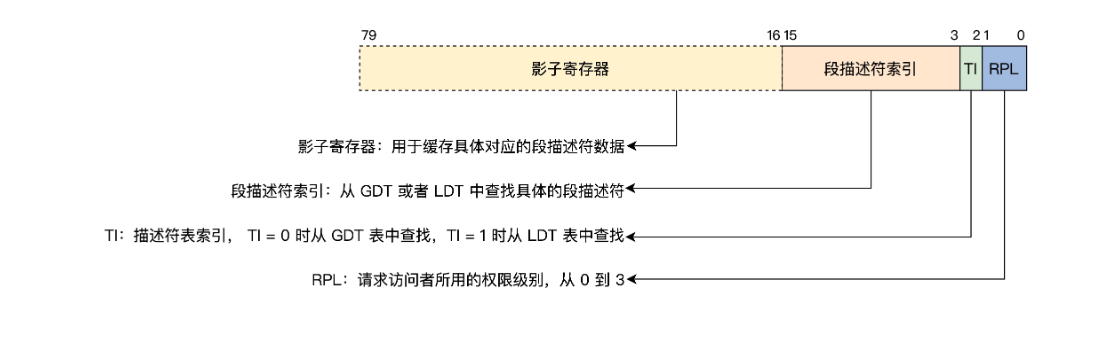 79 16 15 3 2 1 0
影子寄存器 段描述符索引 TI RPL
影子寄存器：用于缓存具体对应的段描述符数据
段描述符索引：从 GDT 或者 LDT 中查找具体的段描述符
TI：描述符表索引， TI = 0 时从 GDT 表中查找，TI = 1 时从 LDT 表中查找
RPL：请求访问者所用的权限级别，从 0 到 3